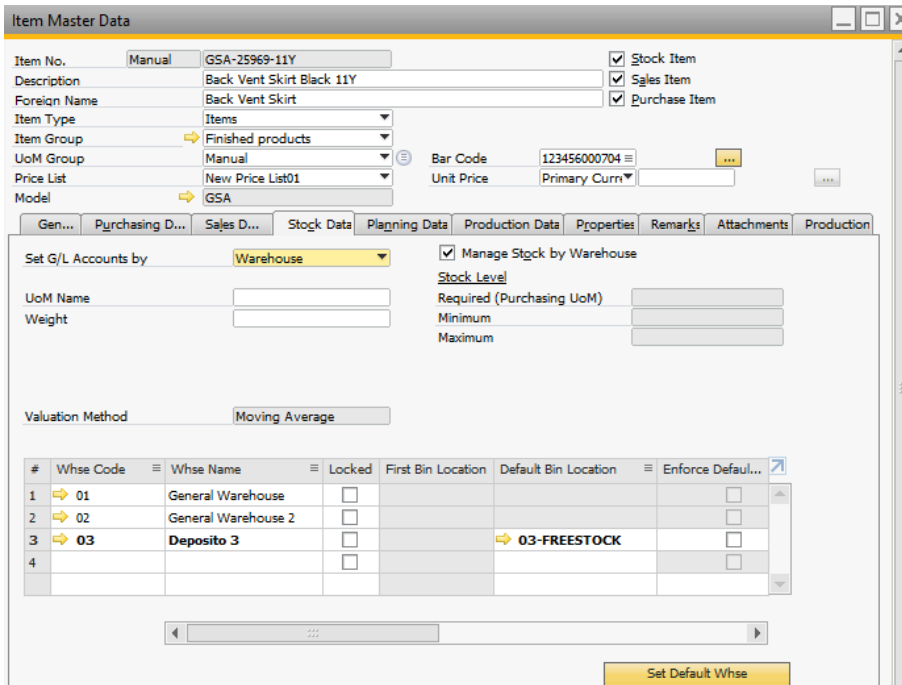 Item Master Data
Item No. Manual GSA-25969-11Y Stock Item
Description Back Vent Skirt Black 11Y Sales Item
Foreign Name Back Vent Skirt Purchase Item
Item Type Items
Item Group Finished products
UoM Group Manual Bar Code 123456000704 ...
Price List New Price List01 Unit Price Primary Curre ...
Model GSA
Gen... Purchasing D... Sales D... Stock Data Planning Data Production Data Properties Remarks Attachments Production
Set G/L Accounts by Warehouse Manage Stock by Warehouse
Stock Level
UoM Name Required (Purchasing UoM)
Weight Minimum
Maximum
Valuation Method Moving Average
# Whse Code Whse Name Locked First Bin Location Default Bin Location Enforce Defaul...
1 01 General Warehouse
2 02 General Warehouse 2
3 03 Deposito 3 03-FREESTOCK
4
Set Default Whse